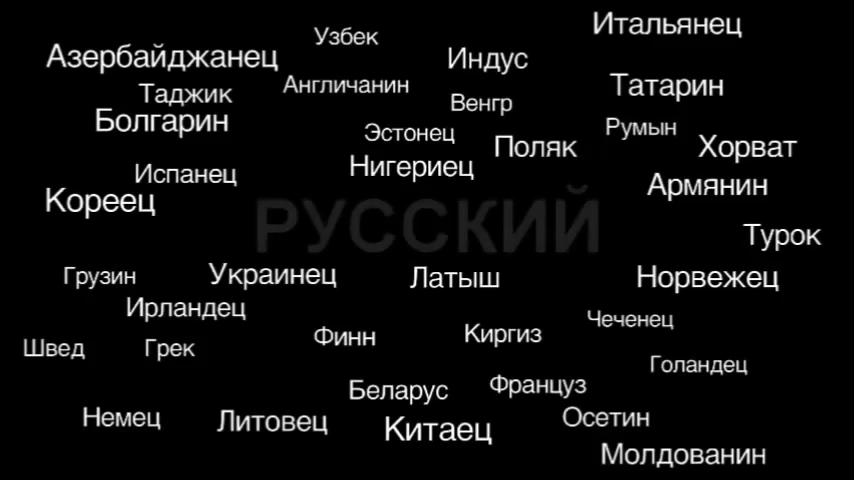 Итальянец
Узбек
Азербайджанец
Индус
Англичанин
Татарин
Таджик
Венгр
Болгарин
Румын
Эстонец
Поляк
Хорват
Нигериец
Испанец
Армянин
Кореец
РУССКИЙ
Турок
Грузин
Украинец
Латыш
Норвежец
Ирландец
Чеченец
Финн
Киргиз
Швед
Грек
Голандец
Француз
Беларус
Немец
Осетин
Литовец
Китаец
Молдованин